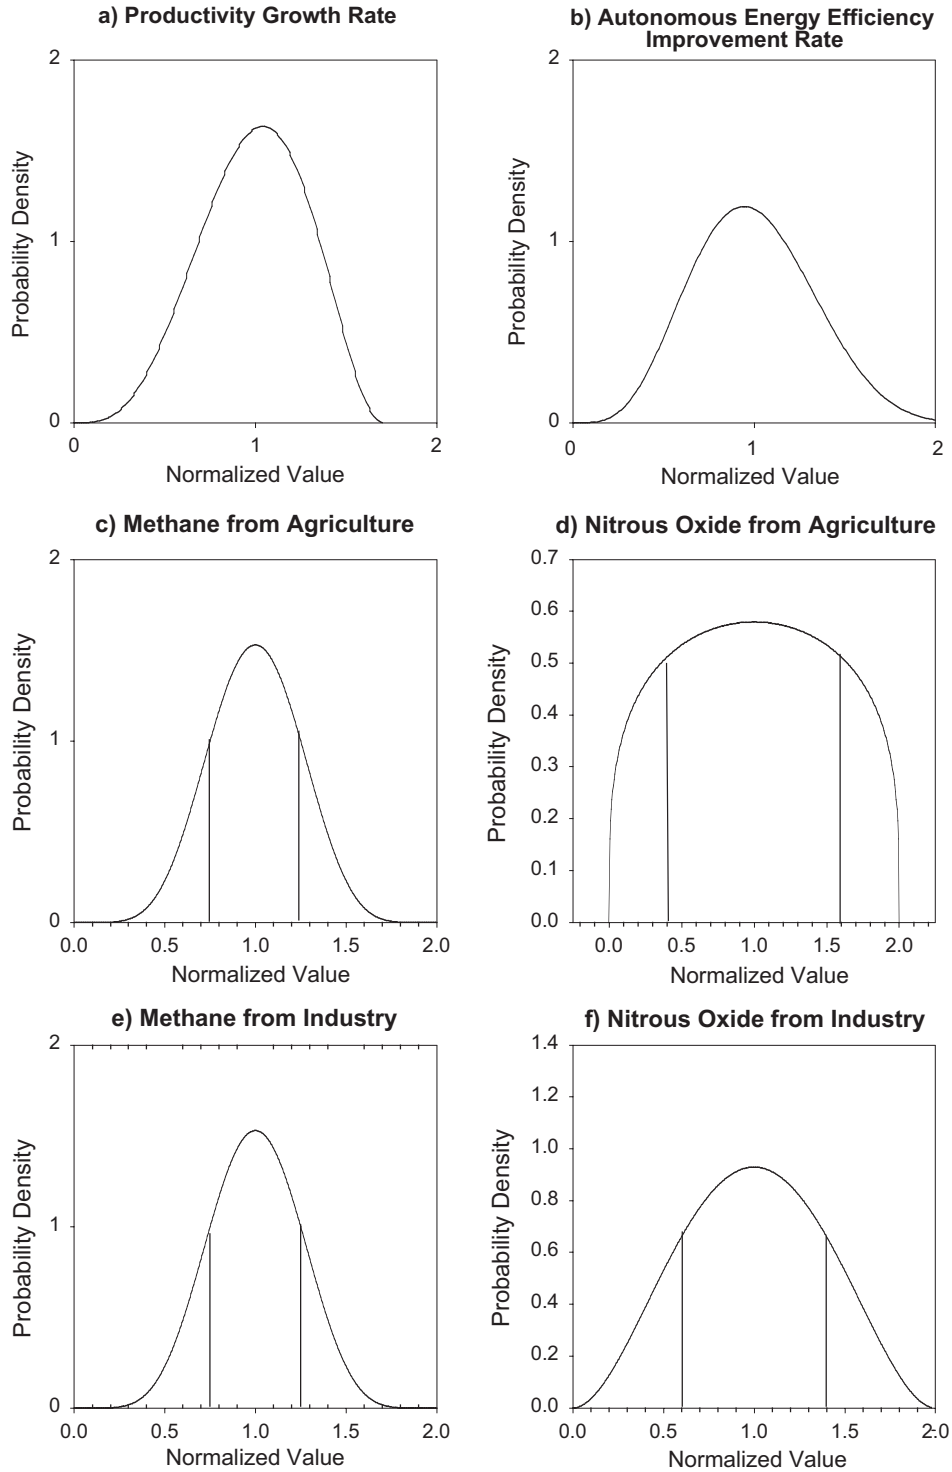 a) Productivity Growth Rate
2
1
0
0 1 2
Probability Density
Normalized Value
b) Autonomous Energy Efficiency
Improvement Rate
2
1
0
0 1 2
Probability Density
Normalized Value
c) Methane from Agriculture
2
1
0
0.0 0.5 1.0 1.5 2.0
Probability Density
Normalized Value
d) Nitrous Oxide from Agriculture
0.7
0.6
0.5
0.4
0.3
0.2
0.1
0.0
0.0 0.5 1.0 1.5 2.0
Probability Density
Normalized Value
e) Methane from Industry
2
1
0
0.0 0.5 1.0 1.5 2.0
Probability Density
Normalized Value
f) Nitrous Oxide from Industry
1.4
1.2
1.0
0.8
0.6
0.4
0.2
0.0
0.0 0.5 1.0 1.5 2.0
Probability Density
Normalized Value